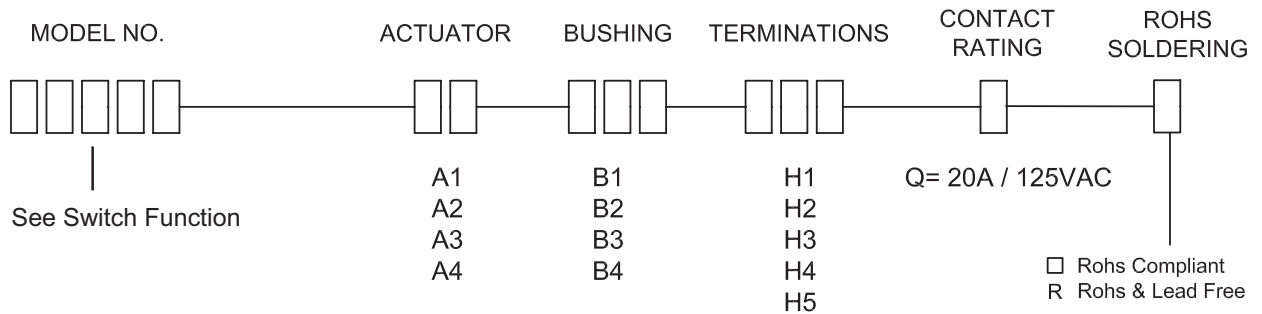 MODEL NO.
ACTUATOR
BUSHING
TERMINATIONS
CONTACT
RATING
ROHS
SOLDERING
See Switch Function
A1
A2
A3
A4
B1
B2
B3
B4
H1
H2
H3
H4
H5
Q= 20A / 125VAC
Rohs Compliant
R Rohs & Lead Free